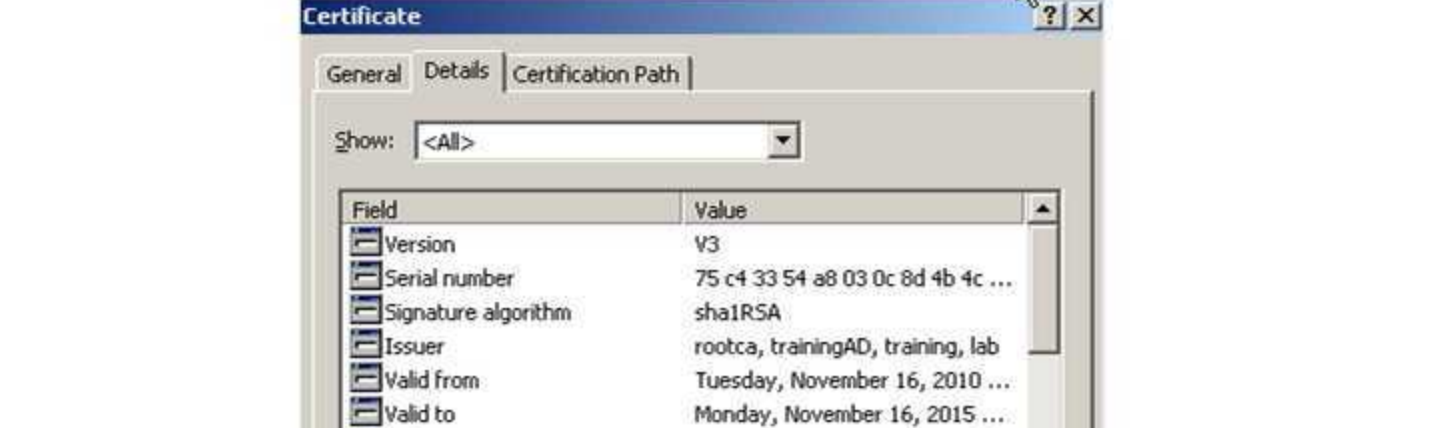 Certificate
General Details Certification Path
Show: <All>
Field Value
Version V3
Serial number 75 c4 33 54 a8 03 0c 8d 4b 4c ...
Signature algorithm sha1RSA
Issuer rootca, trainingAD, training, lab
Valid from Tuesday, November 16, 2010 ...
Valid to Monday, November 16, 2015 ...